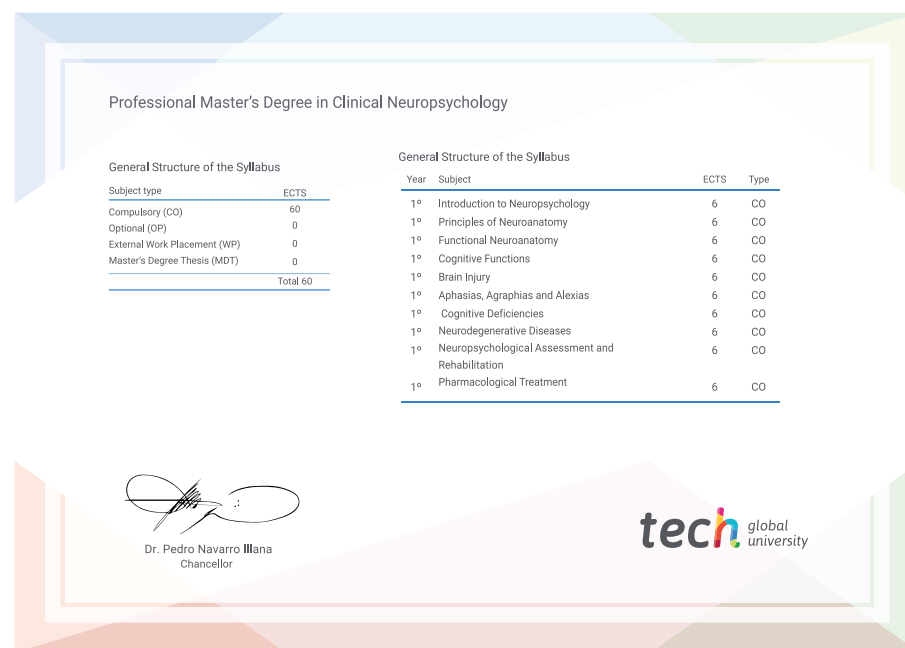 Professional Master's Degree in Clinical Neuropsychology
General Structure of the Syllabus
Subject type ECTS
Compulsory (CO) 60
Optional (OP) 0
External Work Placement (WP) 0
Master's Degree Thesis (MDT) 0
Total 60
General Structure of the Syllabus
Year Subject ECTS Type
1º Introduction to Neuropsychology 6 CO
1º Principles of Neuroanatomy 6 CO
1º Functional Neuroanatomy 6 CO
1º Cognitive Functions 6 CO
1º Brain Injury 6 CO
1º Aphasias, Agraphias and Alexias 6 CO
1º Cognitive Deficiencies 6 CO
1º Neurodegenerative Diseases 6 CO
1º Neuropsychological Assessment and 6 CO
Rehabilitation
1º Pharmacological Treatment 6 CO
Dr. Pedro Navarro Illana
Chancellor
tech global
university